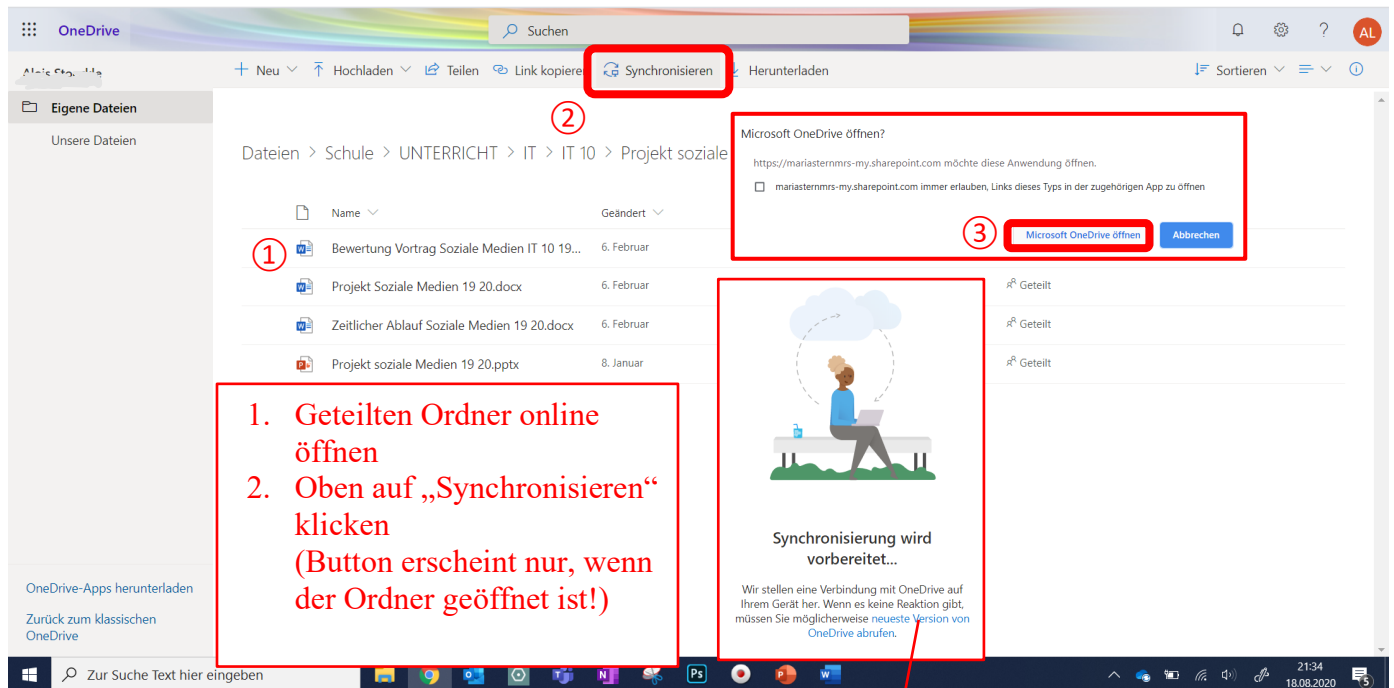 OneDrive
Suchen
AL
Neu
Hochladen
Teilen
Link kopieren
Synchronisieren
Herunterladen
Sortieren
Eigene Dateien
Unsere Dateien
②
Dateien > Schule > UNTERRICHT > IT > IT 10 > Projekt soziale
Microsoft OneDrive öffnen?
https://mariasternmrs-my.sharepoint.com möchte diese Anwendung öffnen.
mariasternmrs-my.sharepoint.com immer erlauben, Links dieses Typs in der zugehörigen App zu öffnen
③ Microsoft OneDrive öffnen Abbrechen
Name Geändert
① Bewertung Vortrag Soziale Medien IT 10 19... 6. Februar
Projekt Soziale Medien 19 20.docx 6. Februar Geteilt
Zeitlicher Ablauf Soziale Medien 19 20.docx 6. Februar Geteilt
Projekt soziale Medien 19 20.pptx 8. Januar Geteilt
1. Geteilten Ordner online
öffnen
2. Oben auf „Synchronisieren“
klicken
(Button erscheint nur, wenn
der Ordner geöffnet ist!)
Synchronisierung wird
vorbereitet...
Wir stellen eine Verbindung mit OneDrive auf
Ihrem Gerät her. Wenn es keine Reaktion gibt,
müssen Sie möglicherweise neueste Version von
OneDrive abrufen.
OneDrive-Apps herunterladen
Zurück zum klassischen
OneDrive
Zur Suche Text hier eingeben
Ps
21:34
18.08.2020
5